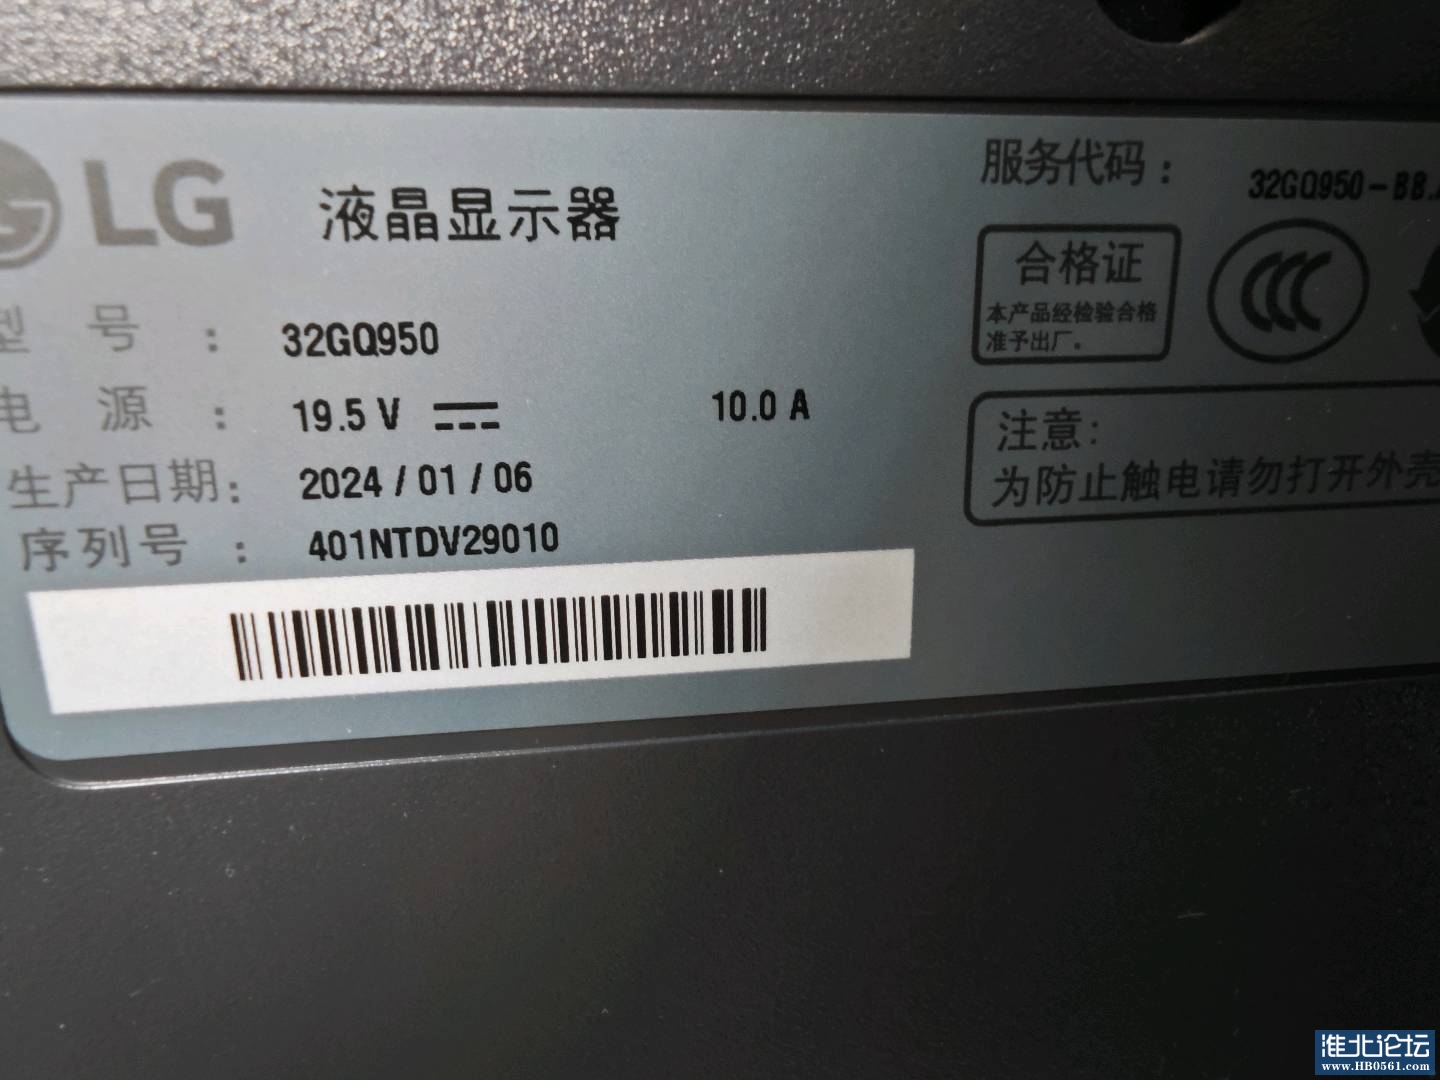 LG 液晶显示器
型号： 32GQ950
电源： 19.5 V 10.0 A
生产日期： 2024 / 01 / 06
序列号： 401NTDV29010
服务代码： 32GQ950-BB.
合格证
本产品经检验合格
准予出厂。
注意:
为防止触电请勿打开外壳
淮北论坛
www.HB0561.com